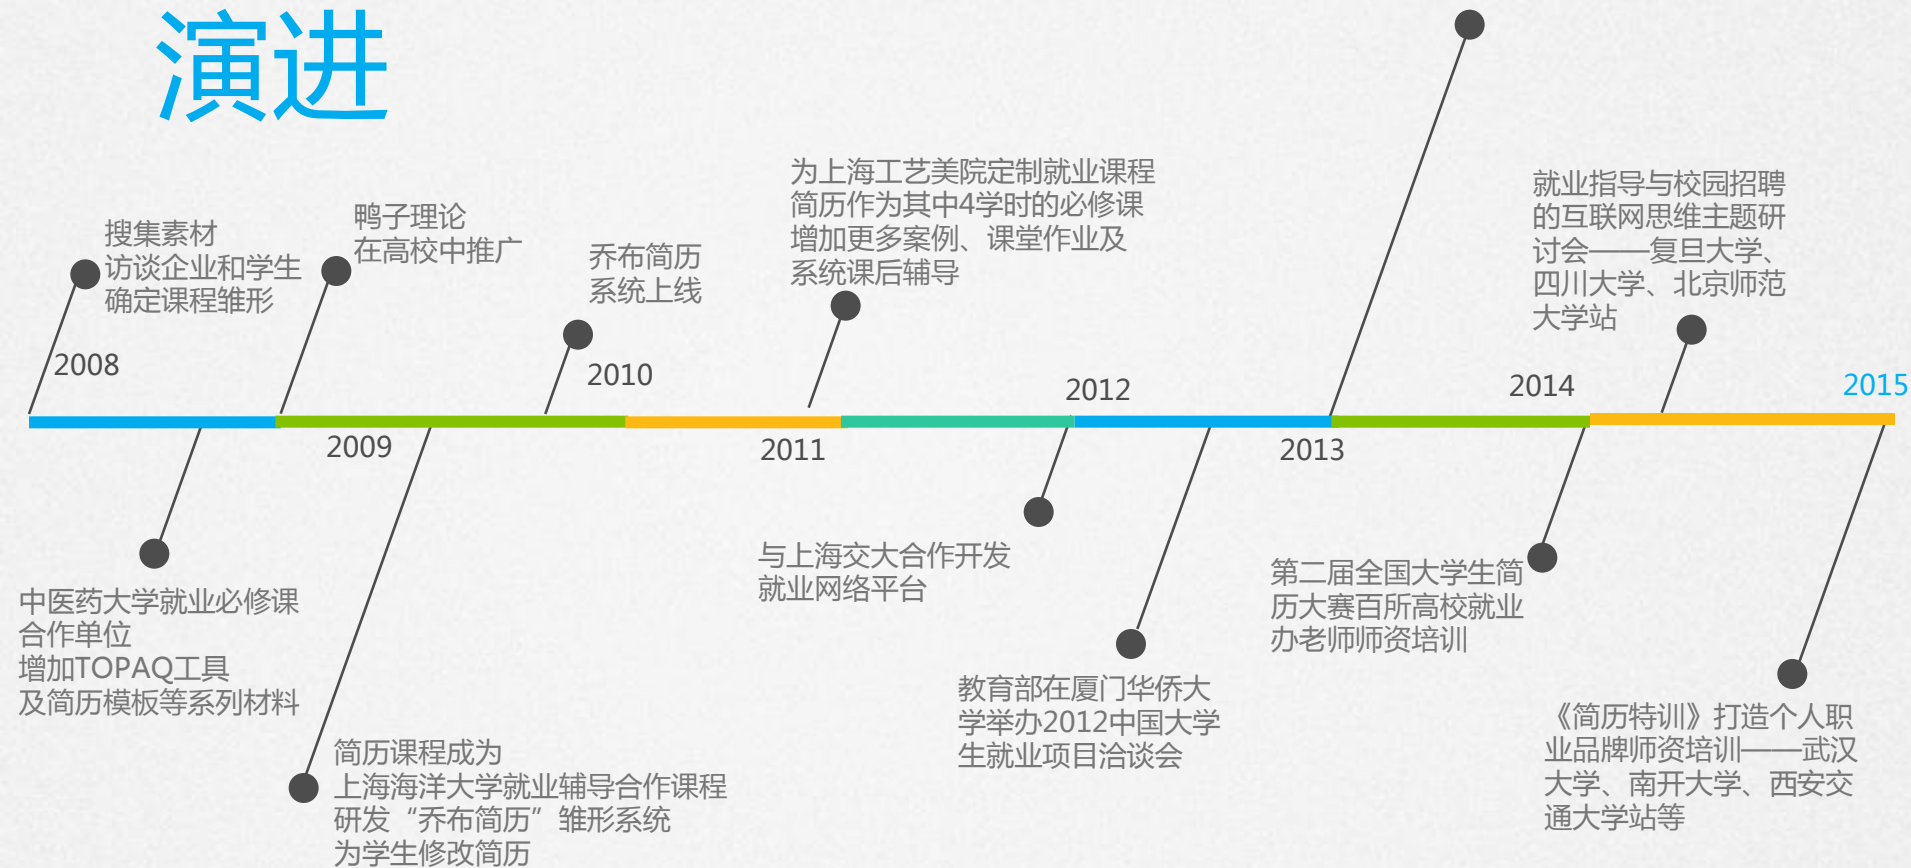 演进
搜集素材
访谈企业和学生
确定课程雏形
2008
鸭子理论
在高校中推广
乔布简历
系统上线
2010
为上海工艺美院定制就业课程
简历作为其中4学时的必修课
增加更多案例、课堂作业及
系统课后辅导
2012
就业指导与校园招聘
的互联网思维主题研
讨会——复旦大学、
四川大学、北京师范
大学站
2014
2015
2009
2011
2013
中医药大学就业必修课
合作单位
增加TOPAQ工具
及简历模板等系列材料
简历课程成为
上海海洋大学就业辅导合作课程
研发“乔布简历”雏形系统
为学生修改简历
与上海交大合作开发
就业网络平台
教育部在厦门华侨大
学举办2012中国大学
生就业项目洽谈会
第二届全国大学生简
历大赛百所高校就业
办老师师资培训
《简历特训》打造个人职
业品牌师资培训——武汉
大学、南开大学、西安交
通大学站等